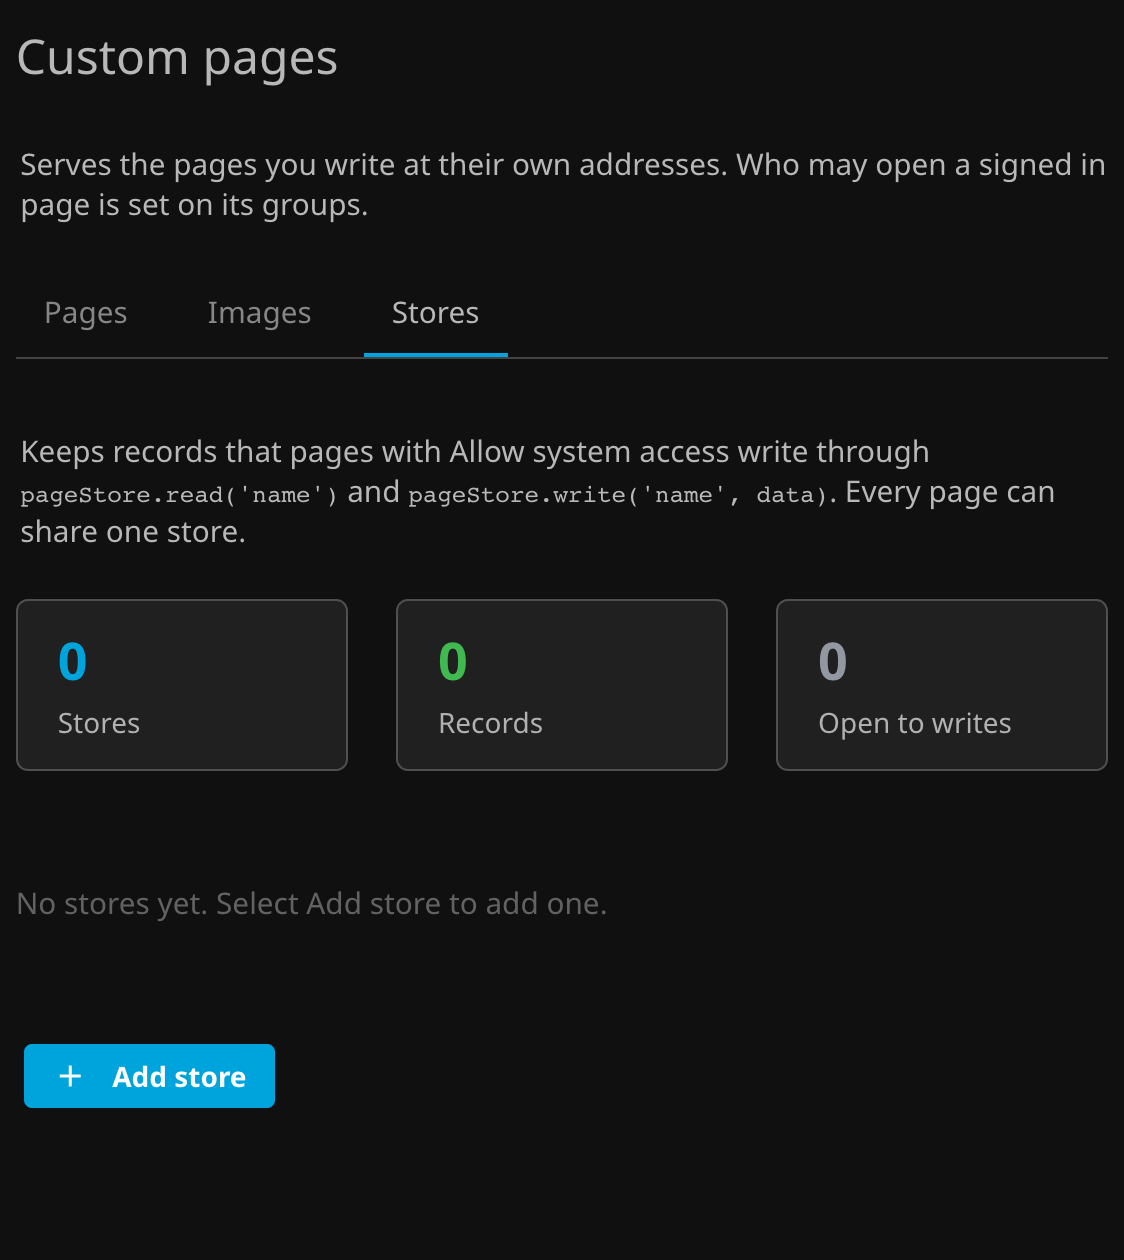 Custom pages
Serves the pages you write at their own addresses. Who may open a signed in
page is set on its groups.
Pages
Images
Stores
Keeps records that pages with Allow system access write through
pageStore.read('name') and pageStore.write('name', data). Every page can
share one store.
0
Stores
0
Records
0
Open to writes
No stores yet. Select Add store to add one.
+ Add store